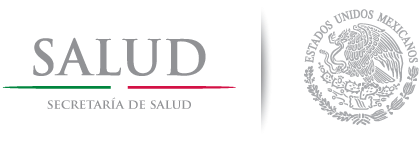 SALUD
SECRETARÍA DE SALUD
ESTADOS UNIDOS MEXICANOS